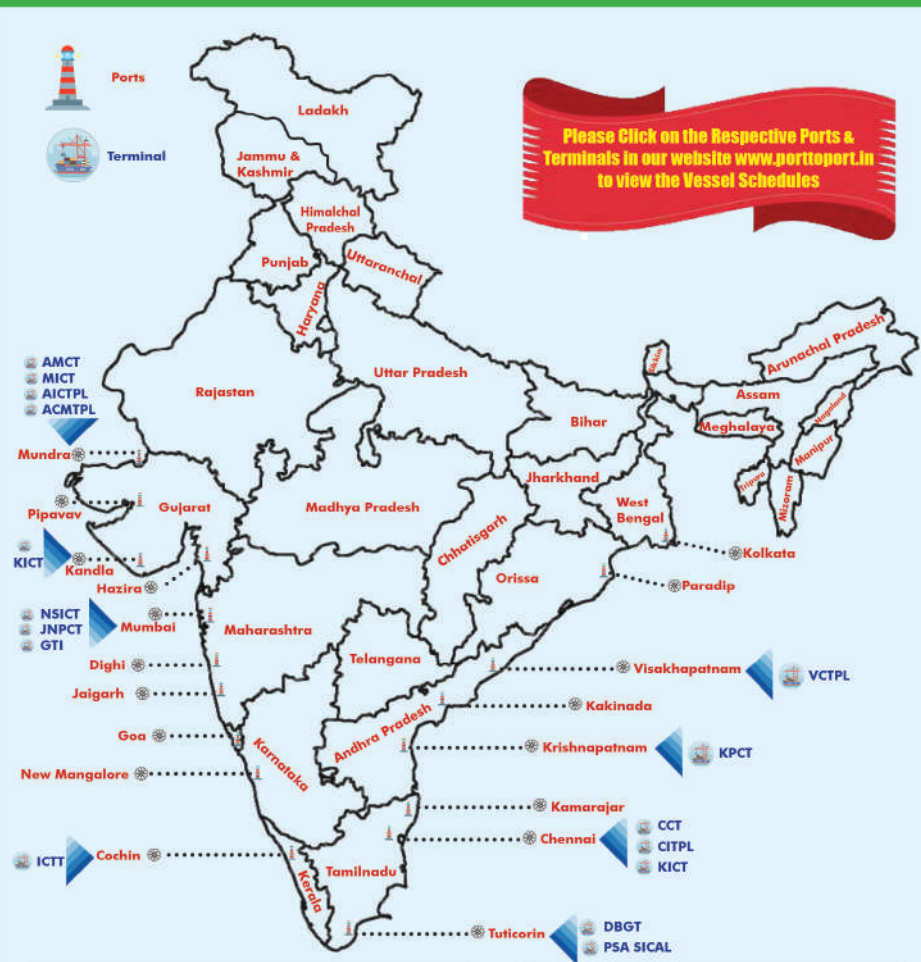 Ports
Terminal
Please Click on the Respective Ports &
Terminals in our website www.porttoport.in
to view the Vessel Schedules
Ladakh
Jammu &
Kashmir
Himalchal
Pradesh
Punjab
Uttaranchal
Haryana
Rajastan
Uttar Pradesh
Sikkim
Arunachal Pradesh
Assam
Nagaland
Meghalaya
Manipur
Tripura
Mizoram
Bihar
Jharkhand
West
Bengal
AMCT
MICT
AICTPL
ACMTPL
Mundra
Pipavav
Gujarat
Madhya Pradesh
Chhatisgarh
Orissa
KICT
Kandla
Hazira
Kolkata
Paradip
NSICT
JNPCT
GTI
Mumbai
Maharashtra
Telangana
Dighi
Jaigarh
Goa
New Mangalore
Karnataka
Andhra Pradesh
Visakhapatnam
VCTPL
Kakinada
Krishnapatnam
KPCT
Kamarajar
Chennai
CCT
CITPL
KICT
ICTT
Cochin
Kerala
Tamilnadu
Tuticorin
DBGT
PSA SICAL